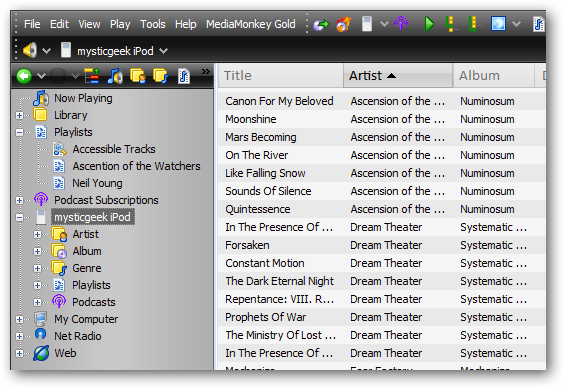 File Edit View Play Tools Help MediaMonkey Gold
mysticgeek iPod
Now Playing
Library
Playlists
Accessible Tracks
Ascention of the Watchers
Neil Young
Podcast Subscriptions
mysticgeek iPod
Artist
Album
Genre
Playlists
Podcasts
My Computer
Net Radio
Web
Title Artist Album
Canon For My Beloved Ascension of the ... Numinosum
Moonshine Ascension of the ... Numinosum
Mars Becoming Ascension of the ... Numinosum
On The River Ascension of the ... Numinosum
Like Falling Snow Ascension of the ... Numinosum
Sounds Of Silence Ascension of the ... Numinosum
Quintessence Ascension of the ... Numinosum
In The Presence Of ... Dream Theater Systematic ...
Forsaken Dream Theater Systematic ...
Constant Motion Dream Theater Systematic ...
The Dark Eternal Night Dream Theater Systematic ...
Repentance: VIII. R... Dream Theater Systematic ...
Prophets Of War Dream Theater Systematic ...
The Ministry Of Lost ... Dream Theater Systematic ...
In The Presence Of ... Dream Theater Systematic ...